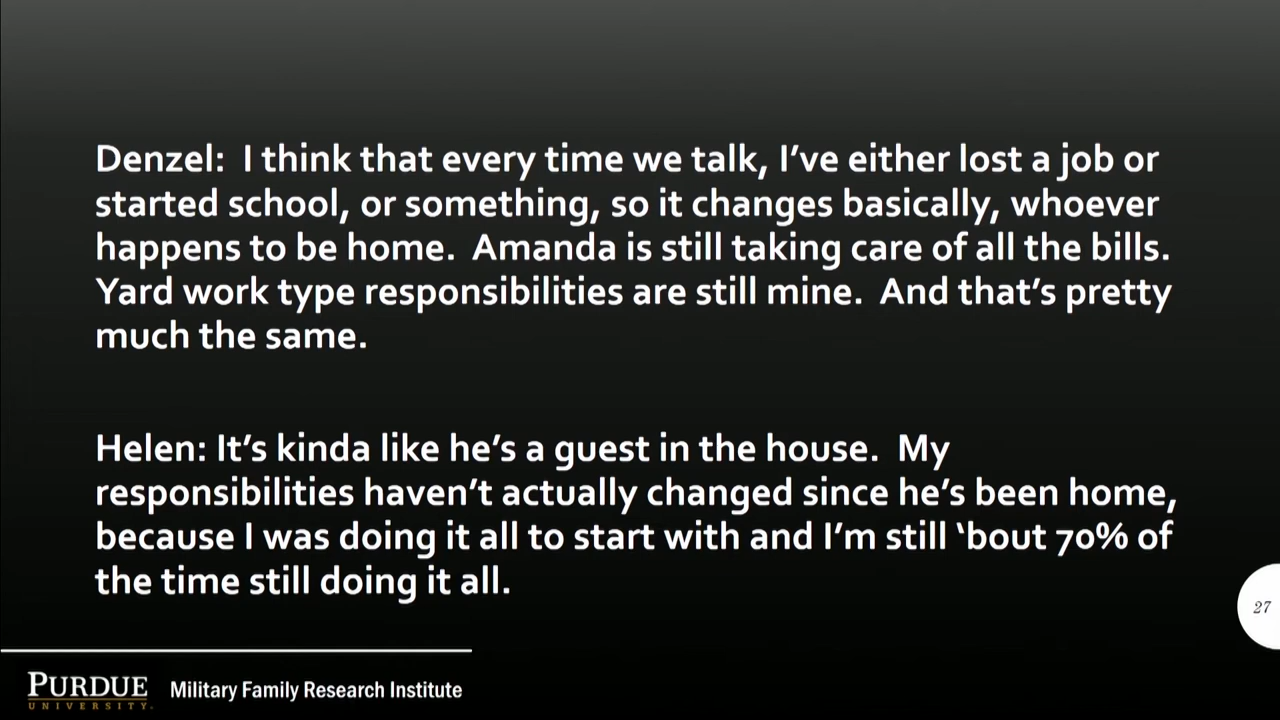 Denzel:  I think that every time we talk, I’ve either lost a job or
started school, or something, so it changes basically, whoever
happens to be home.  Amanda is still taking care of all the bills.
Yard work type responsibilities are still mine.  And that’s pretty
much the same.
Helen: It’s kinda like he’s a guest in the house.  My
responsibilities haven’t actually changed since he’s been home,
because I was doing it all to start with and I’m still ‘bout 70% of
the time still doing it all.
27
PURDUE
UNIVERSITY.
Military Family Research Institute